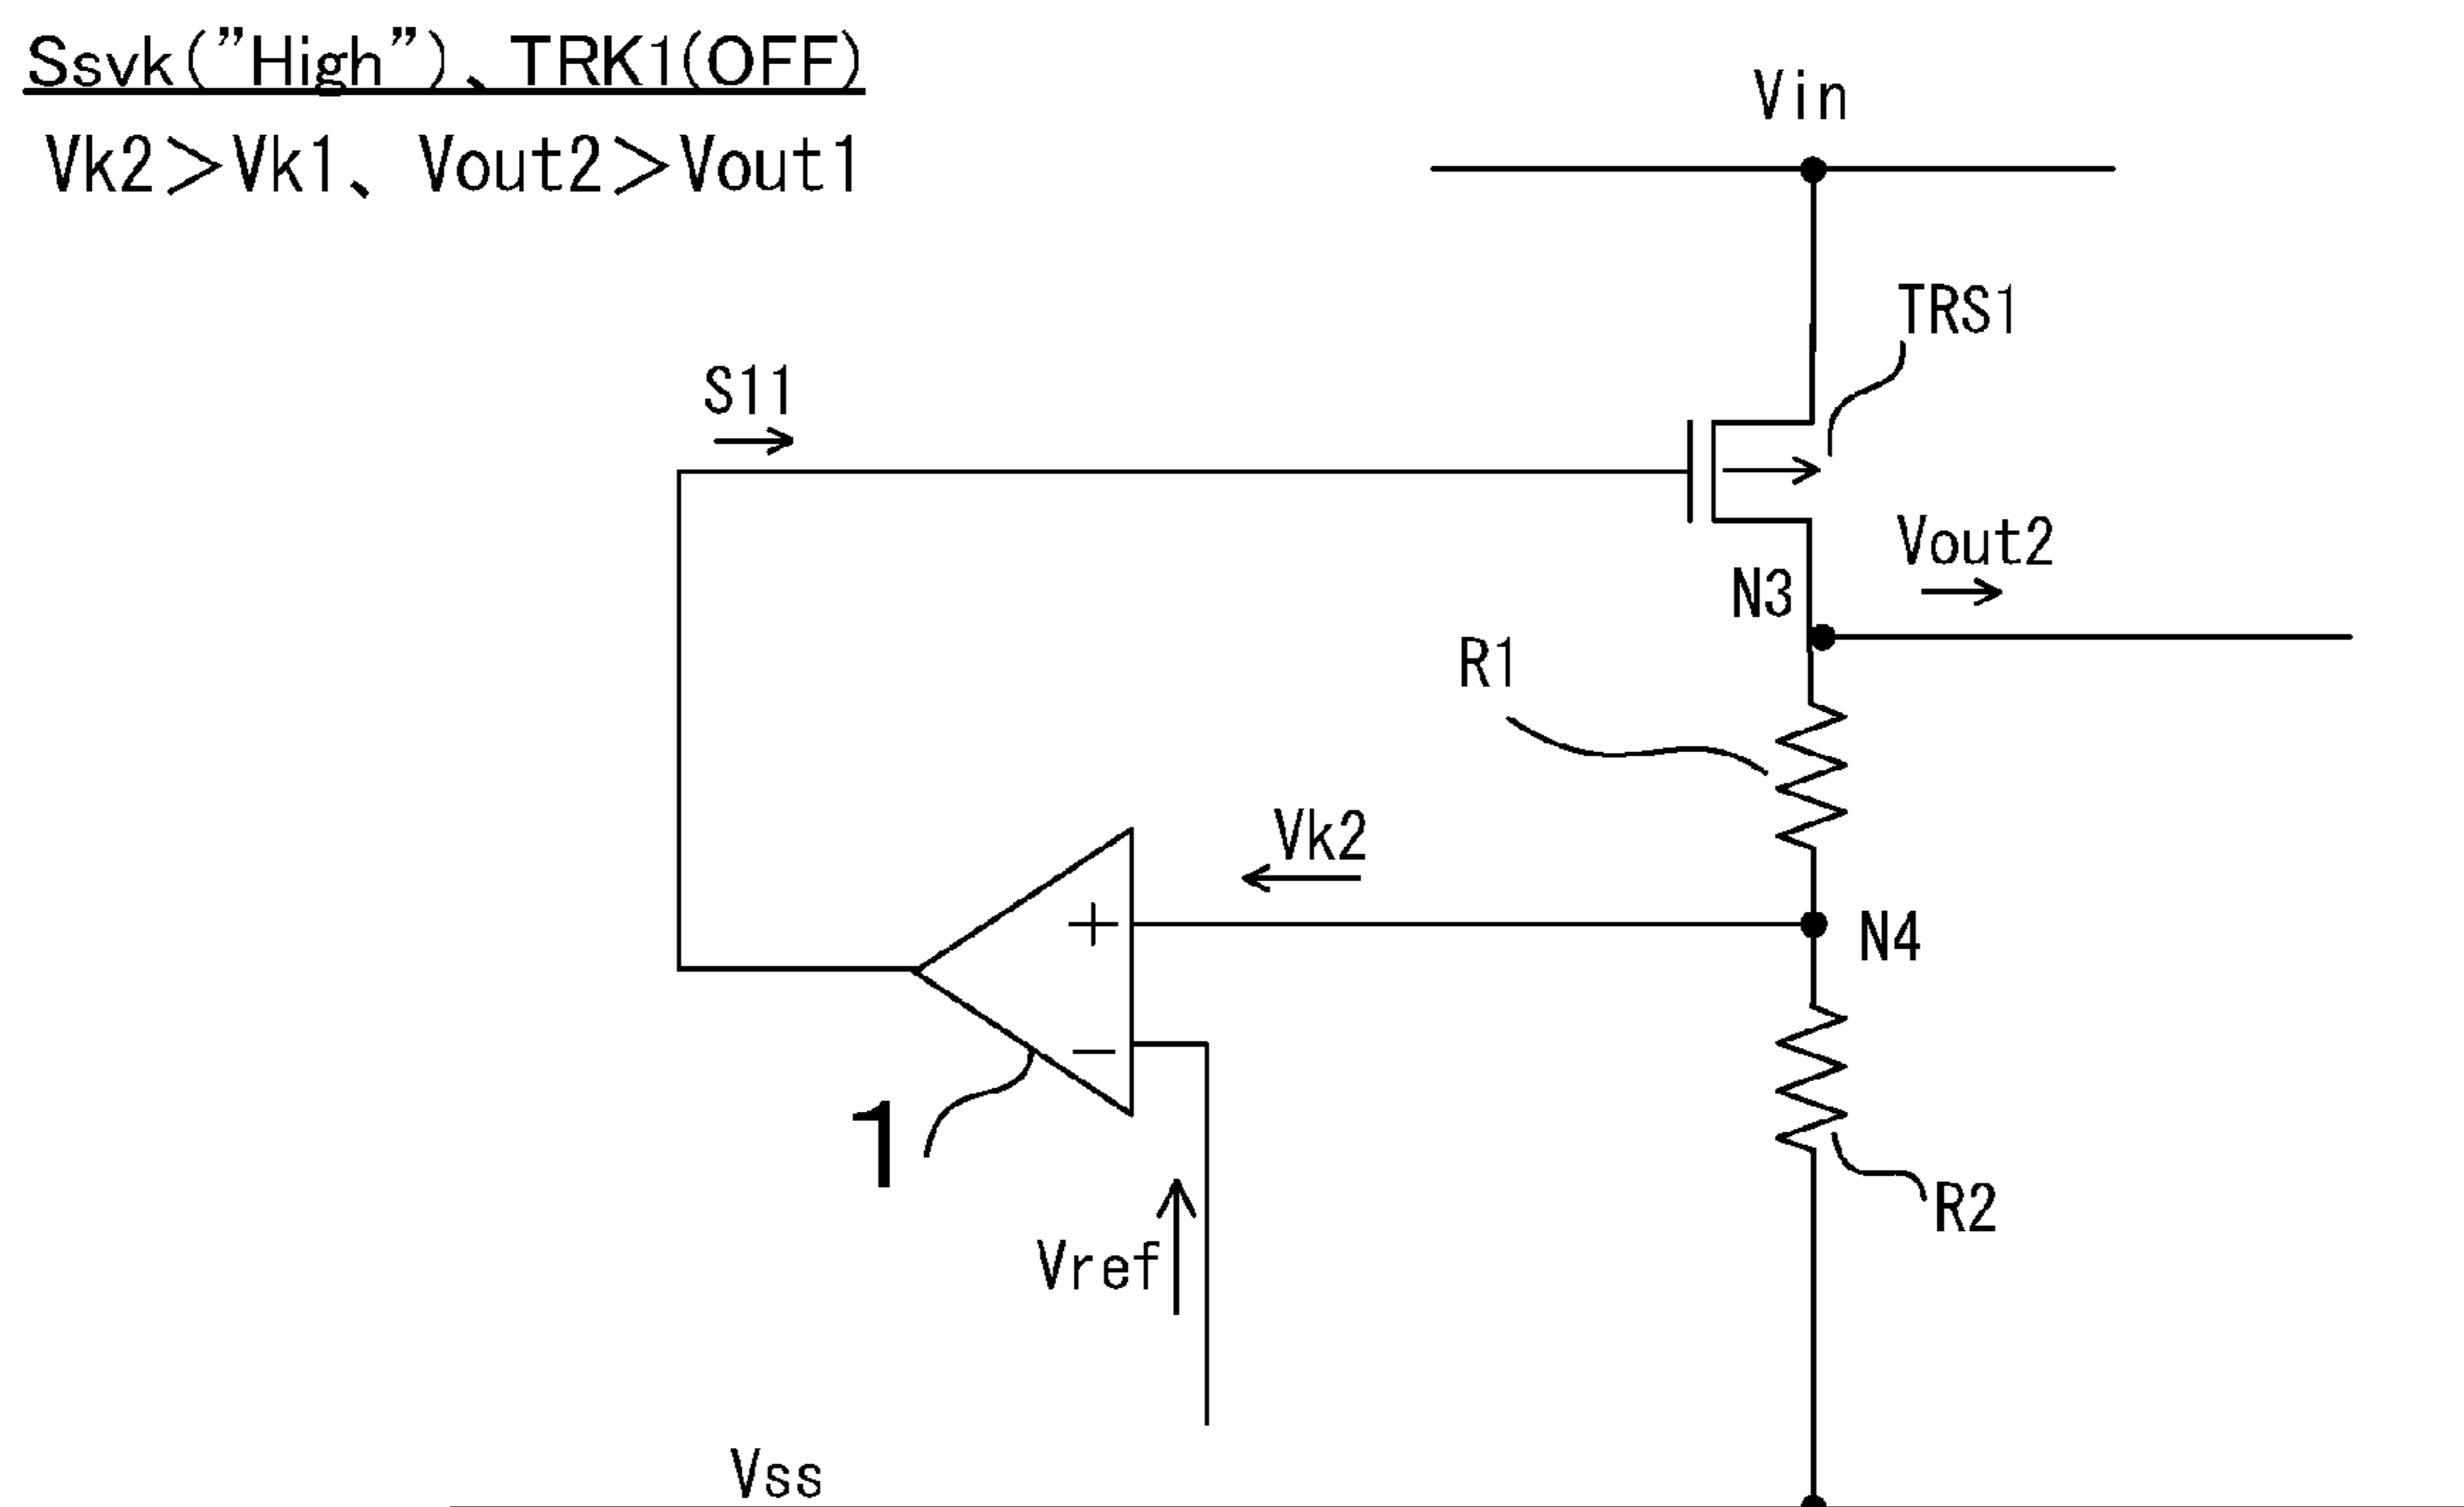 Ssvk("High")、TRK1(OFF)
Vk2>Vk1、Vout2>Vout1
Vin
TRS1
S11
Vout2
N3
R1
Vk2
+
N4
−
1
R2
Vref
Vss